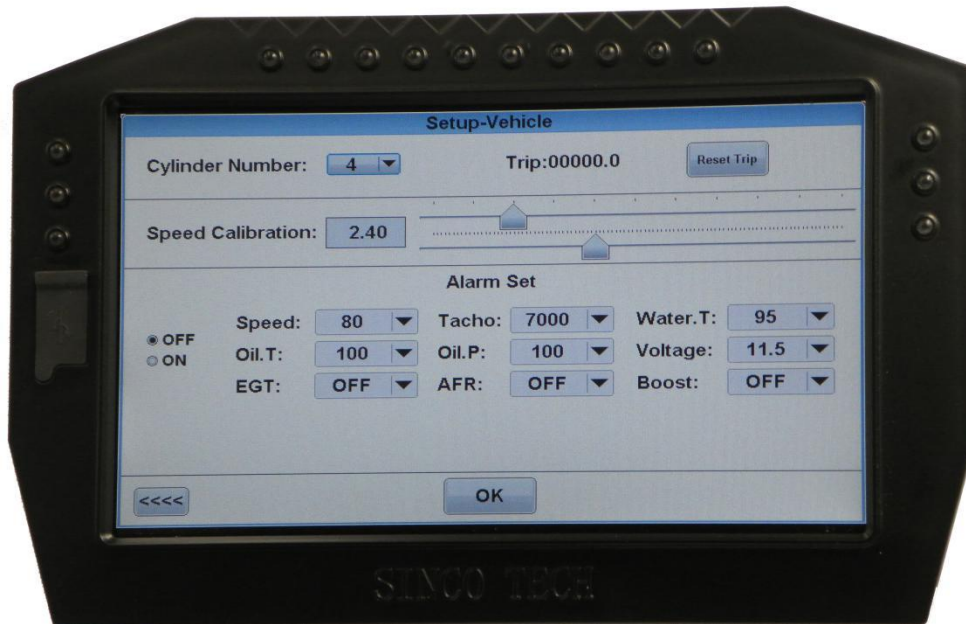 Setup-Vehicle
Cylinder Number: 4 Trip:00000.0 Reset Trip
Speed Calibration: 2.40
Alarm Set
OFF
ON
Speed: 80 Tacho: 7000 Water.T: 95
Oil.T: 100 Oil.P: 100 Voltage: 11.5
EGT: OFF AFR: OFF Boost: OFF
<<<< OK
SINCO TECH